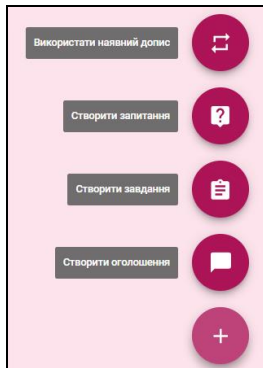 Використати наявний допис
Створити запитання
Створити завдання
Створити оголошення